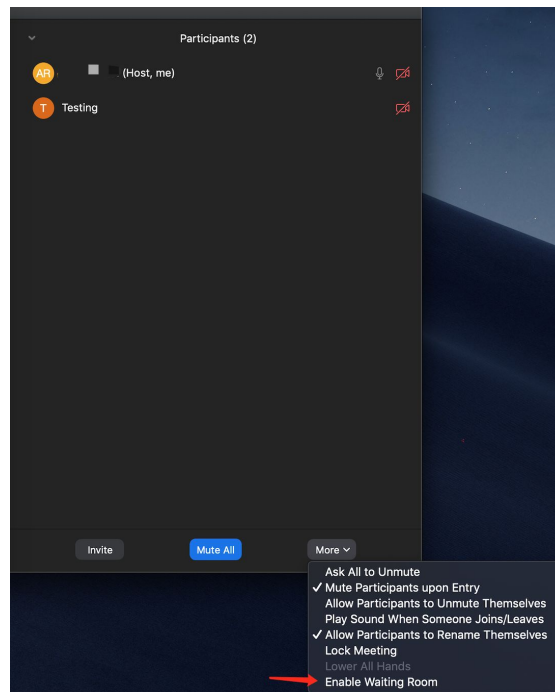 Participants (2)
AR (Host, me)
T Testing
Invite Mute All More
Ask All to Unmute
✓ Mute Participants upon Entry
Allow Participants to Unmute Themselves
Play Sound When Someone Joins/Leaves
✓ Allow Participants to Rename Themselves
Lock Meeting
Lower All Hands
Enable Waiting Room